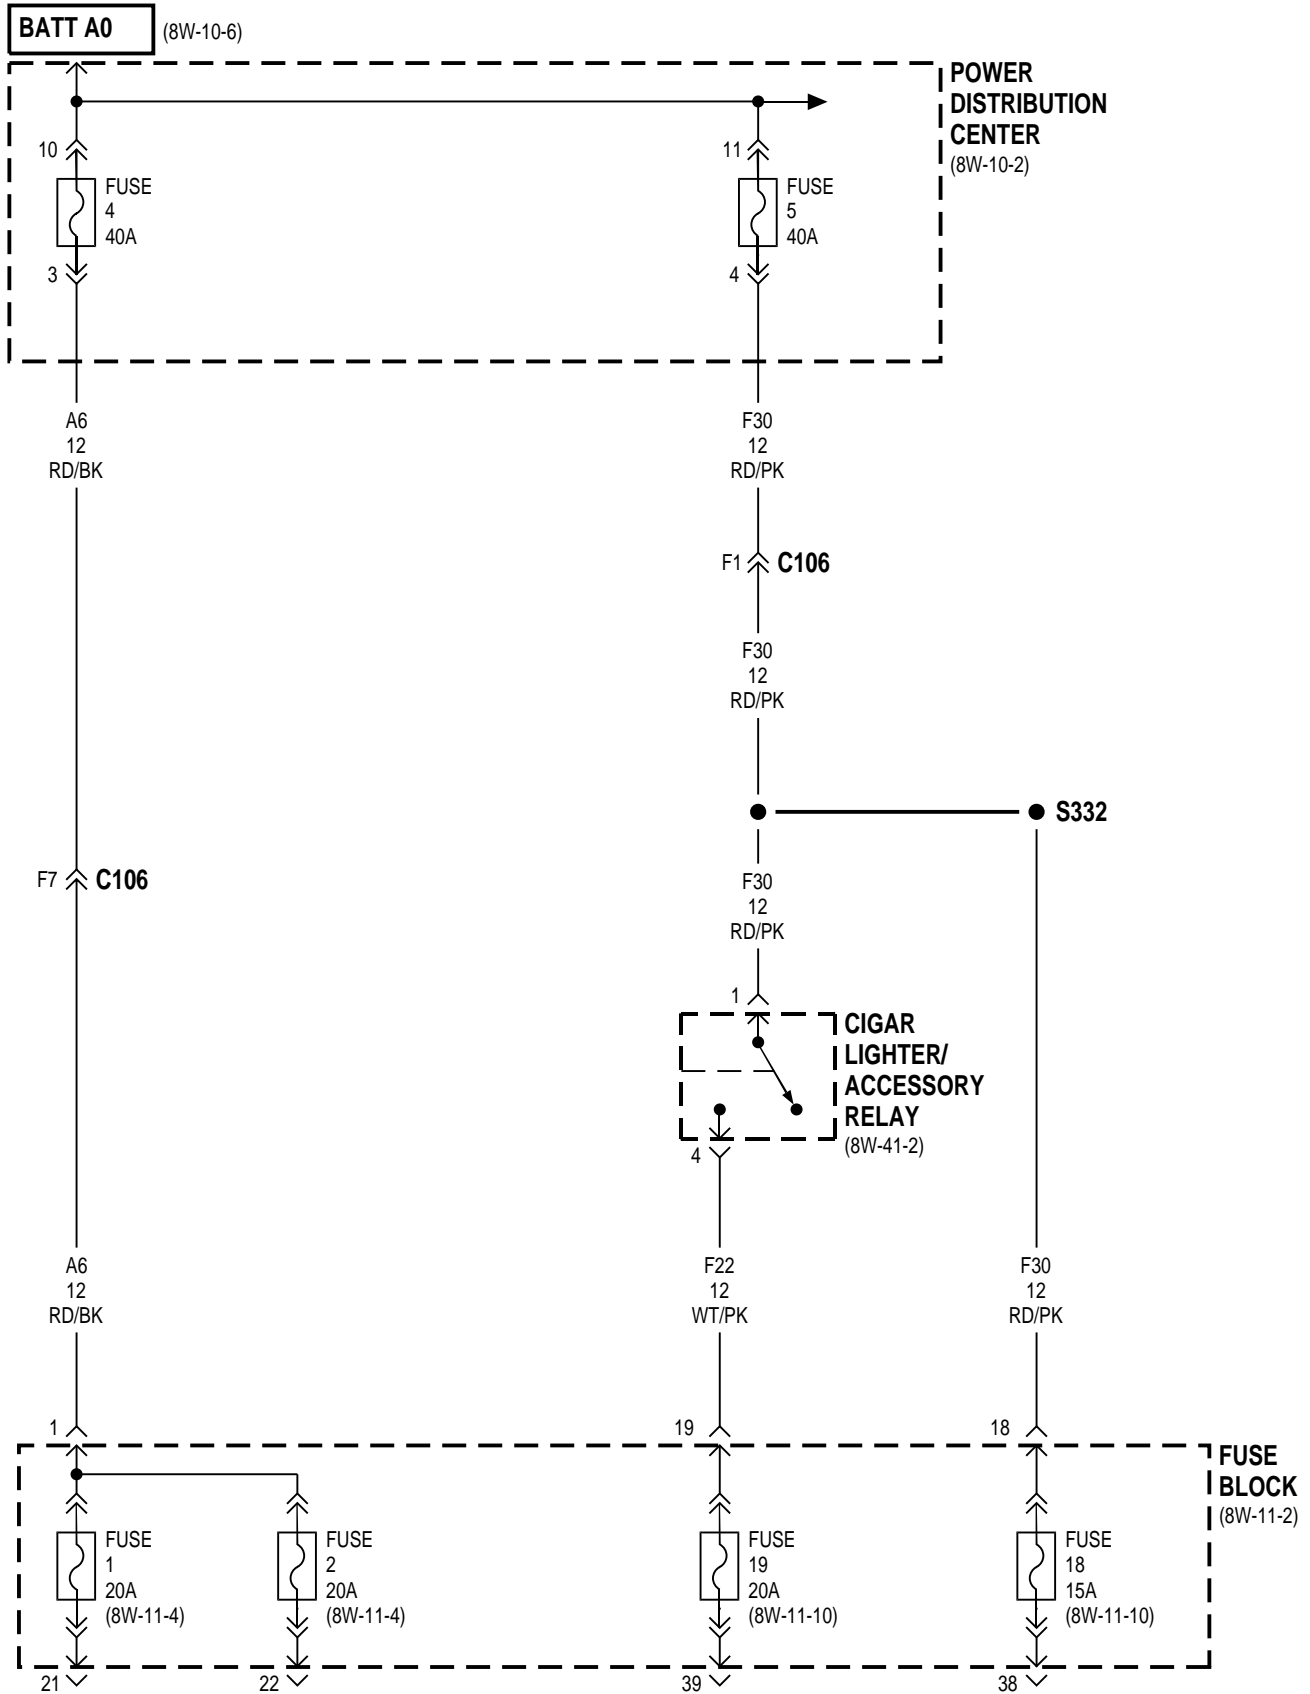 BATT A0 (8W-10-6)
POWER
DISTRIBUTION
CENTER
(8W-10-2)
10
FUSE
4
40A
3
11
FUSE
5
40A
4
A6
12
RD/BK
F30
12
RD/PK
F1 C106
F30
12
RD/PK
S332
F7 C106
F30
12
RD/PK
1
CIGAR
LIGHTER/
ACCESSORY
RELAY
(8W-41-2)
4
A6
12
RD/BK
F22
12
WT/PK
F30
12
RD/PK
1
19
18
FUSE
BLOCK
(8W-11-2)
FUSE
1
20A
(8W-11-4)
FUSE
2
20A
(8W-11-4)
FUSE
19
20A
(8W-11-10)
FUSE
18
15A
(8W-11-10)
21
22
39
38